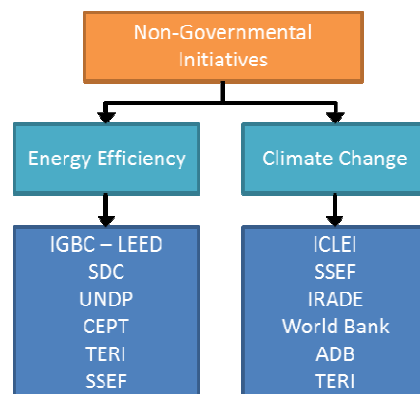 Non-Governmental
Initiatives
Energy Efficiency
Climate Change
IGBC – LEED
SDC
UNDP
CEPT
TERI
SSEF
ICLEI
SSEF
IRADE
World Bank
ADB
TERI